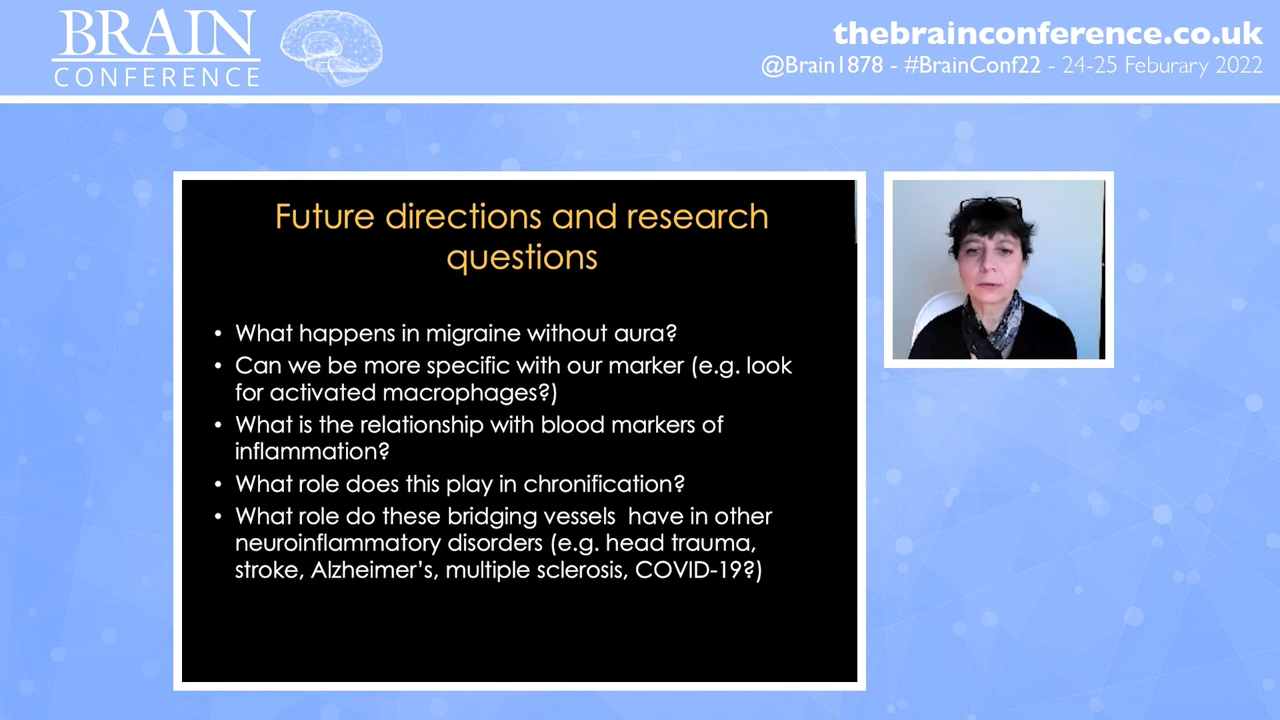 BRAIN
CONFERENCE
thebrainconference.co.uk
@Brain1878 - #BrainConf22 - 24-25 Feburary 2022
Future directions and research
questions
• What happens in migraine without aura?
• Can we be more specific with our marker (e.g. look
for activated macrophages?)
• What is the relationship with blood markers of
inflammation?
• What role does this play in chronification?
• What role do these bridging vessels  have in other
neuroinflammatory disorders (e.g. head trauma,
stroke, Alzheimer's, multiple sclerosis, COVID-19?)